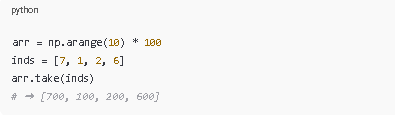 python
arr = np.arange(10) * 100
inds = [7, 1, 2, 6]
arr.take(inds)
# → [700, 100, 200, 600]